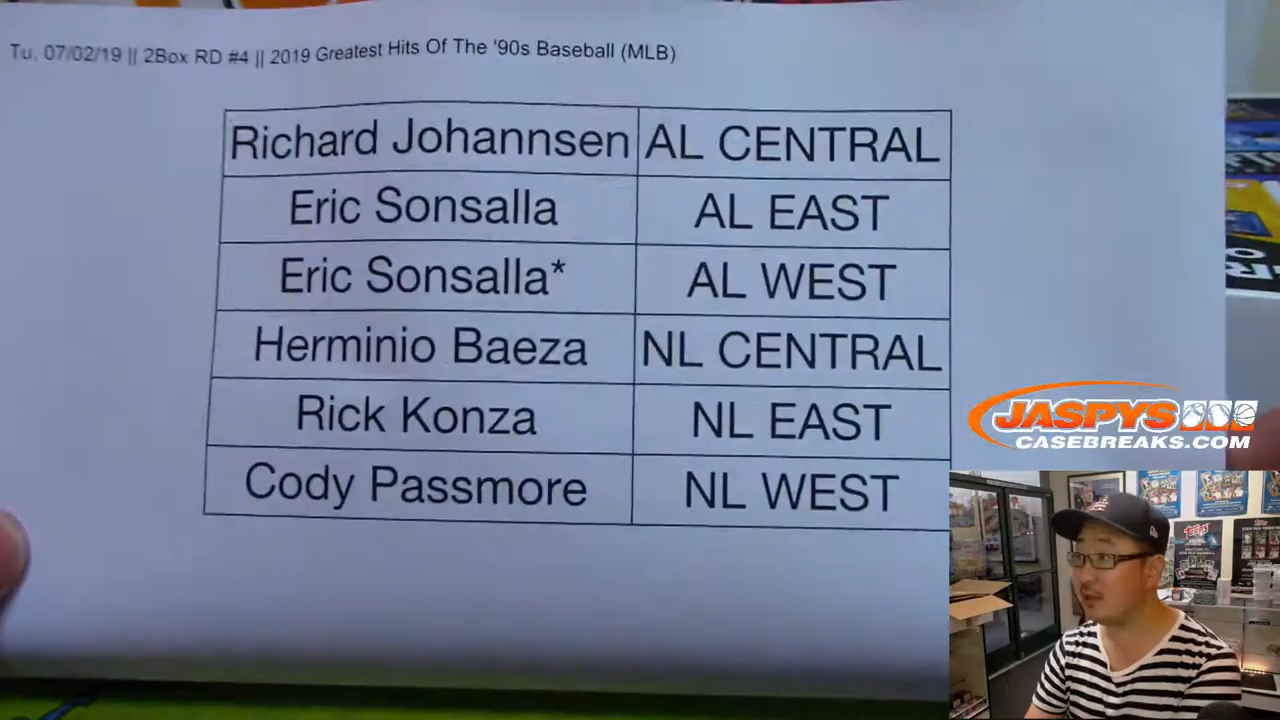 Tu, 07/02/19 || 2Box RD #4 || 2019 Greatest Hits Of The '90s Baseball (MLB)
Richard Johannsen AL CENTRAL
Eric Sonsalla AL EAST
Eric Sonsalla* AL WEST
Herminio Baeza NL CENTRAL
Rick Konza NL EAST
Cody Passmore NL WEST
JASPYS
CASEBREAKS.COM
TOPPS